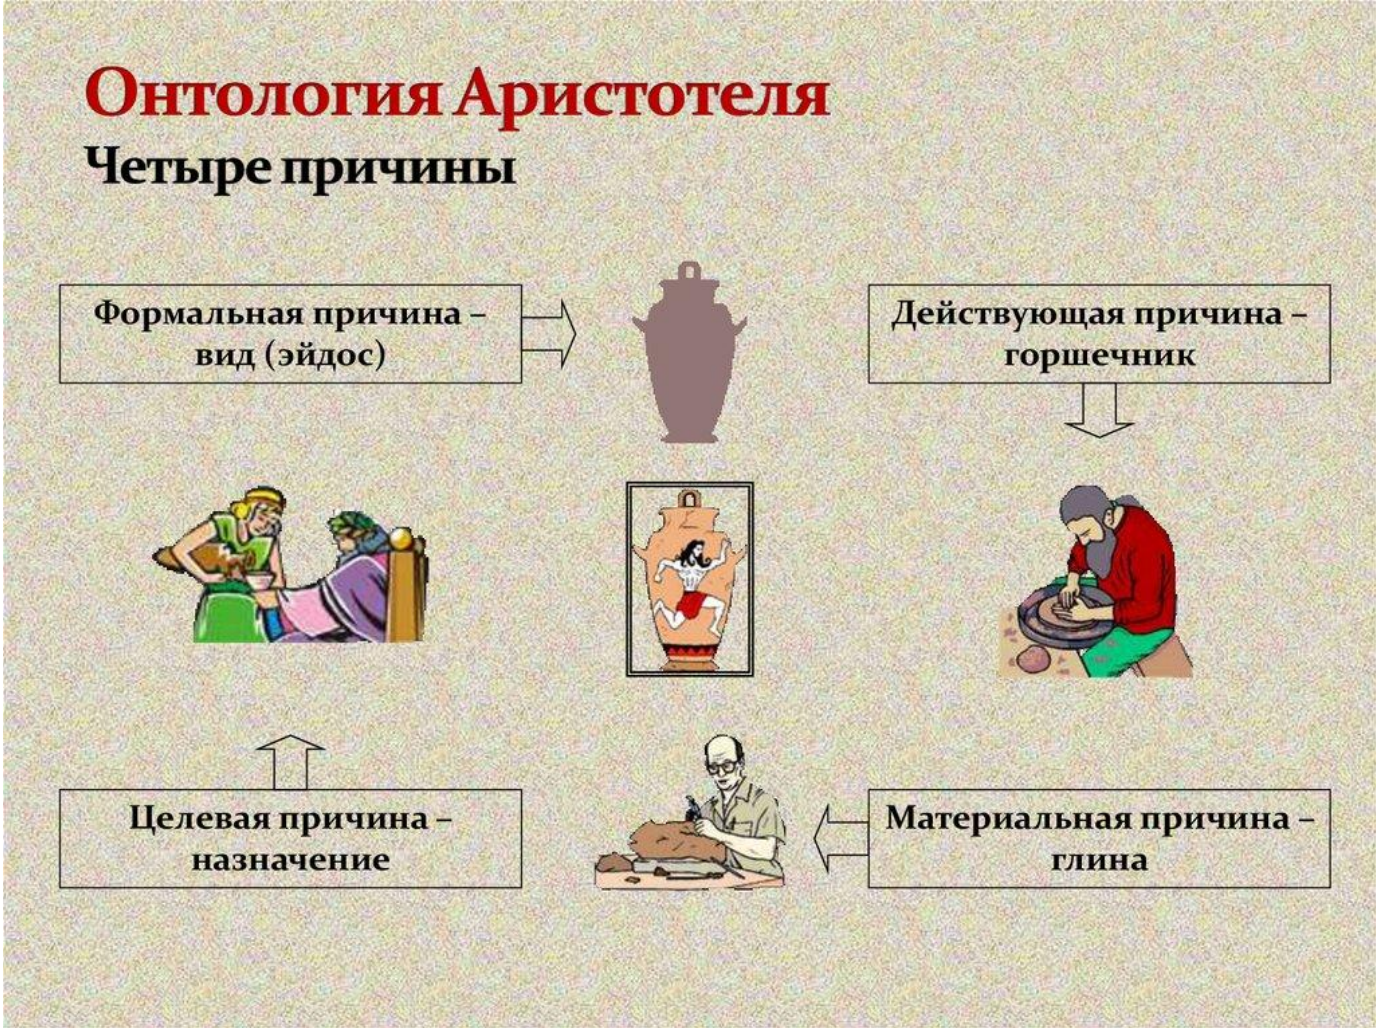 Онтология Аристотеля
Четыре причины
Формальная причина –
вид (эйдос)
Действующая причина –
горшечник
Целевая причина –
назначение
Материальная причина –
глина